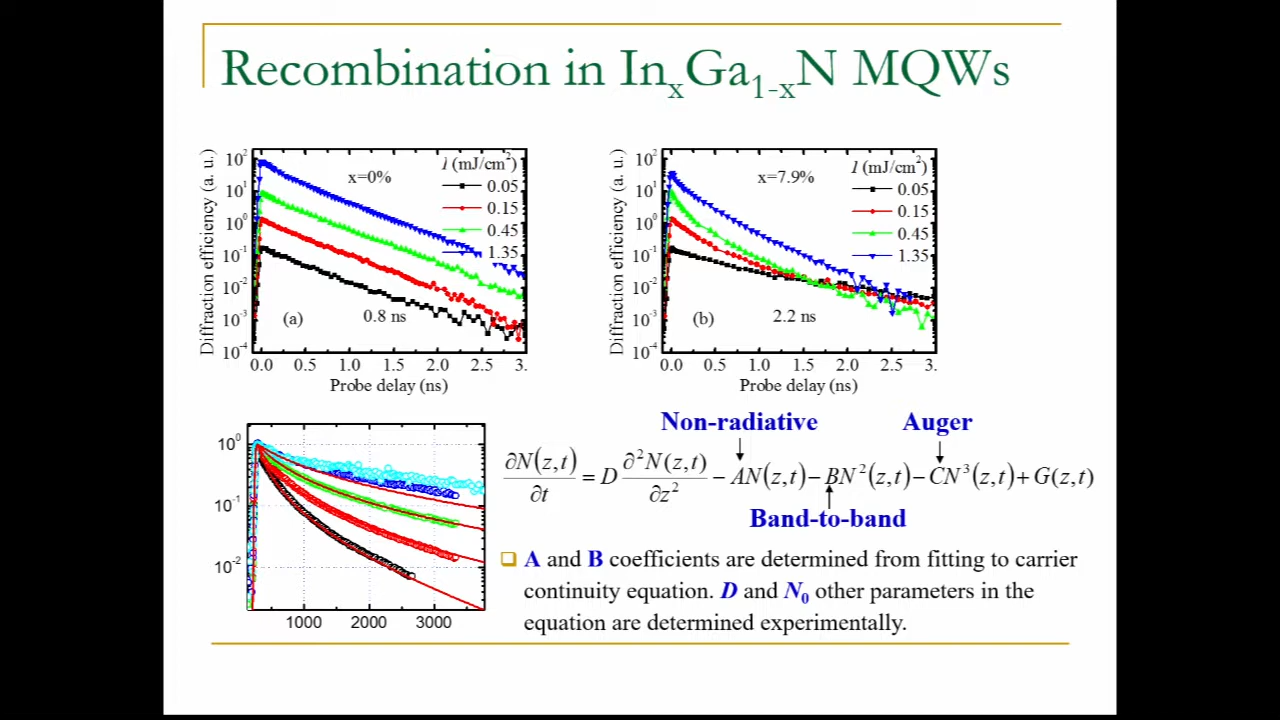 Recombination in InₓGa₁₋ₓN MQWs
Diffraction efficiency (a. u.)
10² 10¹ 10⁰ 10⁻¹ 10⁻² 10⁻³ 10⁻⁴
x=0%
I (mJ/cm²)
0.05
0.15
0.45
1.35
(a)
0.8 ns
0.0 0.5 1.0 1.5 2.0 2.5 3.
Probe delay (ns)
Diffraction efficiency (a. u.)
10² 10¹ 10⁰ 10⁻¹ 10⁻² 10⁻³ 10⁻⁴
x=7.9%
I (mJ/cm²)
0.05
0.15
0.45
1.35
(b)
2.2 ns
0.0 0.5 1.0 1.5 2.0 2.5 3.
Probe delay (ns)
10⁰ 10⁻¹ 10⁻²
1000 2000 3000
Non-radiative Auger
∂N(z,t)/∂t = D ∂²N(z,t)/∂z² − AN(z,t) − BN²(z,t) − CN³(z,t) + G(z,t)
Band-to-band
A and B coefficients are determined from fitting to carrier
continuity equation. D and N₀ other parameters in the
equation are determined experimentally.